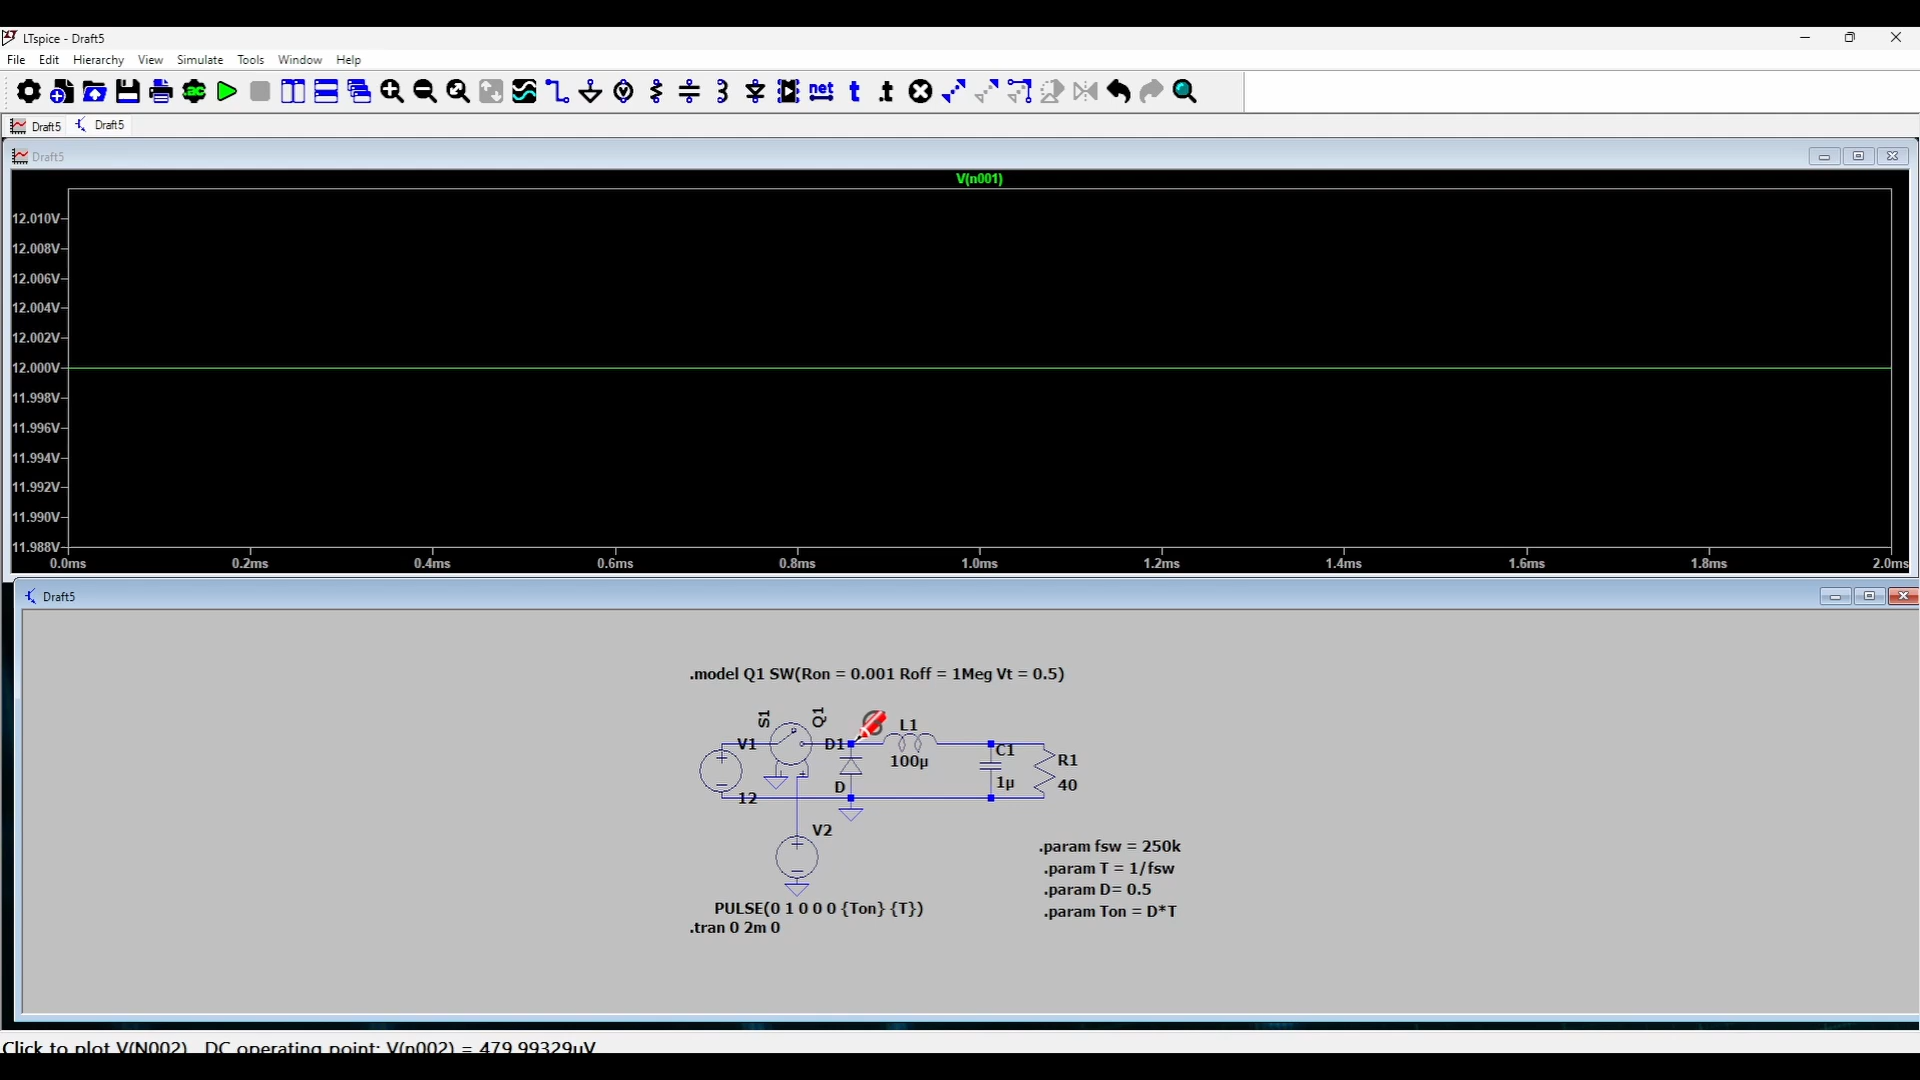 LTspice - Draft5
File Edit Hierarchy View Simulate Tools Window Help
ac net t .t
Draft5 Draft5
Draft5
V(n001)
12.010V
12.008V
12.006V
12.004V
12.002V
12.000V
11.998V
11.996V
11.994V
11.992V
11.990V
11.988V
0.0ms 0.2ms 0.4ms 0.6ms 0.8ms 1.0ms 1.2ms 1.4ms 1.6ms 1.8ms 2.0ms
Draft5
.model Q1 SW(Ron = 0.001 Roff = 1Meg Vt = 0.5)
S1 Q1 L1
V1 D1 C1
100µ R1
D 1µ 40
12
V2
.param fsw = 250k
.param T = 1/fsw
.param D= 0.5
.param Ton = D*T
PULSE(0 1 0 0 0 {Ton} {T})
.tran 0 2m 0
Click to plot V(N002). DC operating point: V(n002) = 479.99329uV